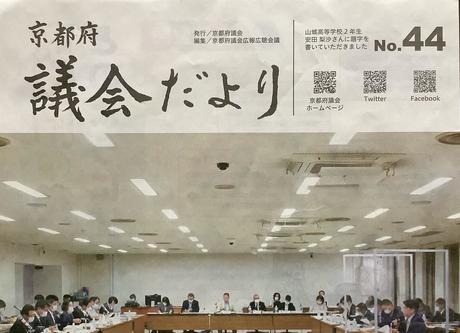 京都府
議会だより
発行／京都府議会
編集／京都府議会広報広聴会議
山城高等学校2年生
安田 梨沙さんに題字を
書いていただきました
No.44
京都府議会
ホームページ
Twitter
Facebook